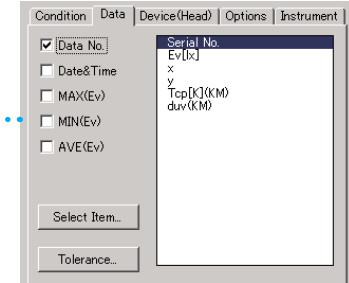 Condition Data Device(Head) Options Instrument
Data No.
Date&Time
MAX(Ev)
MIN(Ev)
AVE(Ev)
Select Item...
Tolerance...
Serial No.
Ev[lx]
x
y
Tcp[K](KM)
duv(KM)